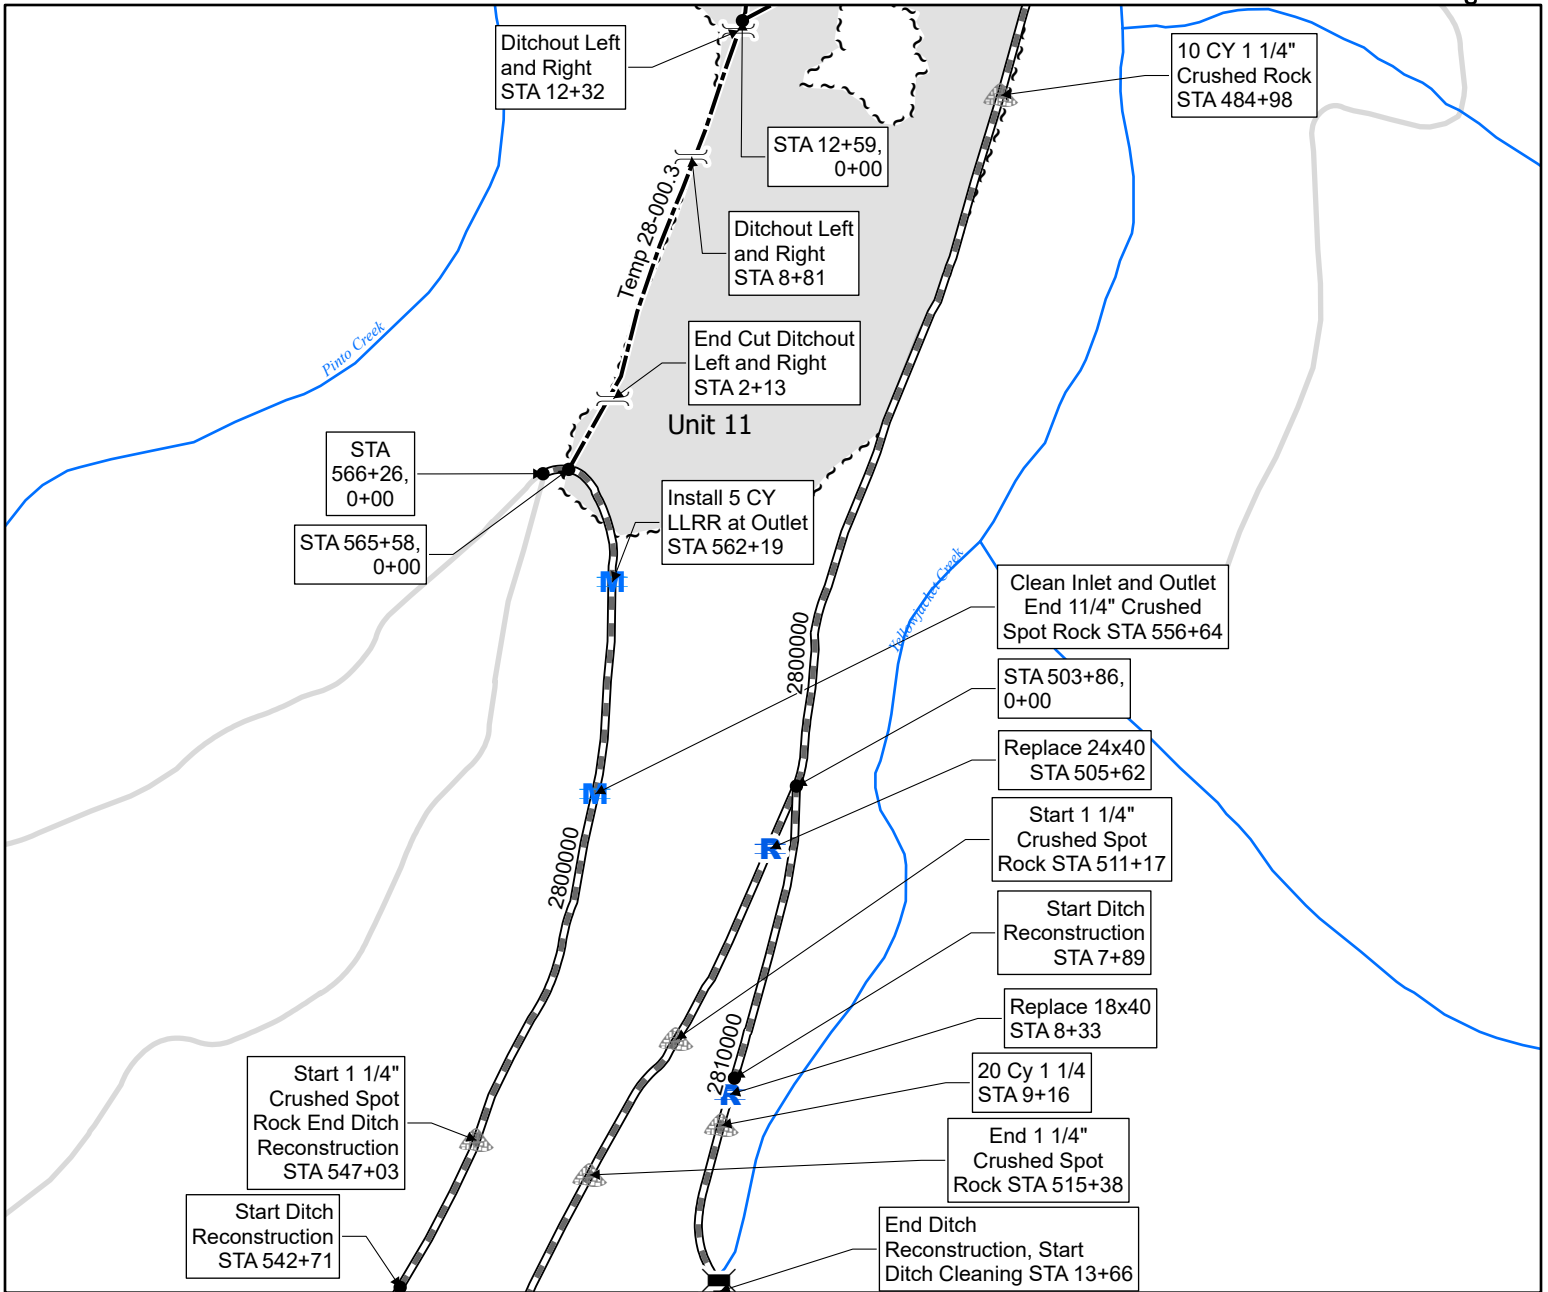 Ditchout Left
and Right
STA 12+32
10 CY 1 1/4"
Crushed Rock
STA 484+98
STA 12+59,
0+00
Temp 28-000.3
Ditchout Left
and Right
STA 8+81
Pinto Creek
End Cut Ditchout
Left and Right
STA 2+13
Unit 11
STA
566+26,
0+00
Install 5 CY
LLRR at Outlet
STA 562+19
STA 565+58,
0+00
M
Yellowjacket Creek
Clean Inlet and Outlet
End 11/4" Crushed
Spot Rock STA 556+64
2800000
STA 503+86,
0+00
Replace 24x40
STA 505+62
M
Start 1 1/4"
Crushed Spot
Rock STA 511+17
R
2800000
Start Ditch
Reconstruction
STA 7+89
Replace 18x40
STA 8+33
2810000
R
20 Cy 1 1/4
STA 9+16
Start 1 1/4"
Crushed Spot
Rock End Ditch
Reconstruction
STA 547+03
End 1 1/4"
Crushed Spot
Rock STA 515+38
Start Ditch
Reconstruction
STA 542+71
End Ditch
Reconstruction, Start
Ditch Cleaning STA 13+66